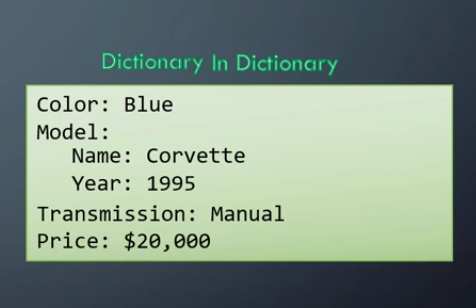 Dictionary In Dictionary
Color: Blue
Model:
Name: Corvette
Year: 1995
Transmission: Manual
Price: $20,000